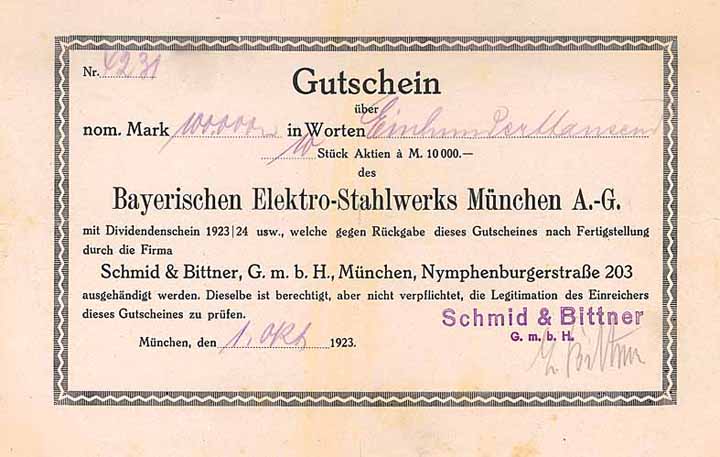 Nr. 4231
Gutschein
über
nom. Mark 100.000 in Worten Einhunderttausend
10 Stück Aktien à M. 10 000.—
des
Bayerischen Elektro-Stahlwerks München A.-G.
mit Dividendenschein 1923|24 usw., welche gegen Rückgabe dieses Gutscheines nach Fertigstellung
durch die Firma
Schmid & Bittner, G. m. b. H., München, Nymphenburgerstraße 203
ausgehändigt werden. Dieselbe ist berechtigt, aber nicht verpflichtet, die Legitimation des Einreichers
dieses Gutscheines zu prüfen.
Schmid & Bittner
G. m. b. H.
München, den 1. Okt 1923.
Bittner